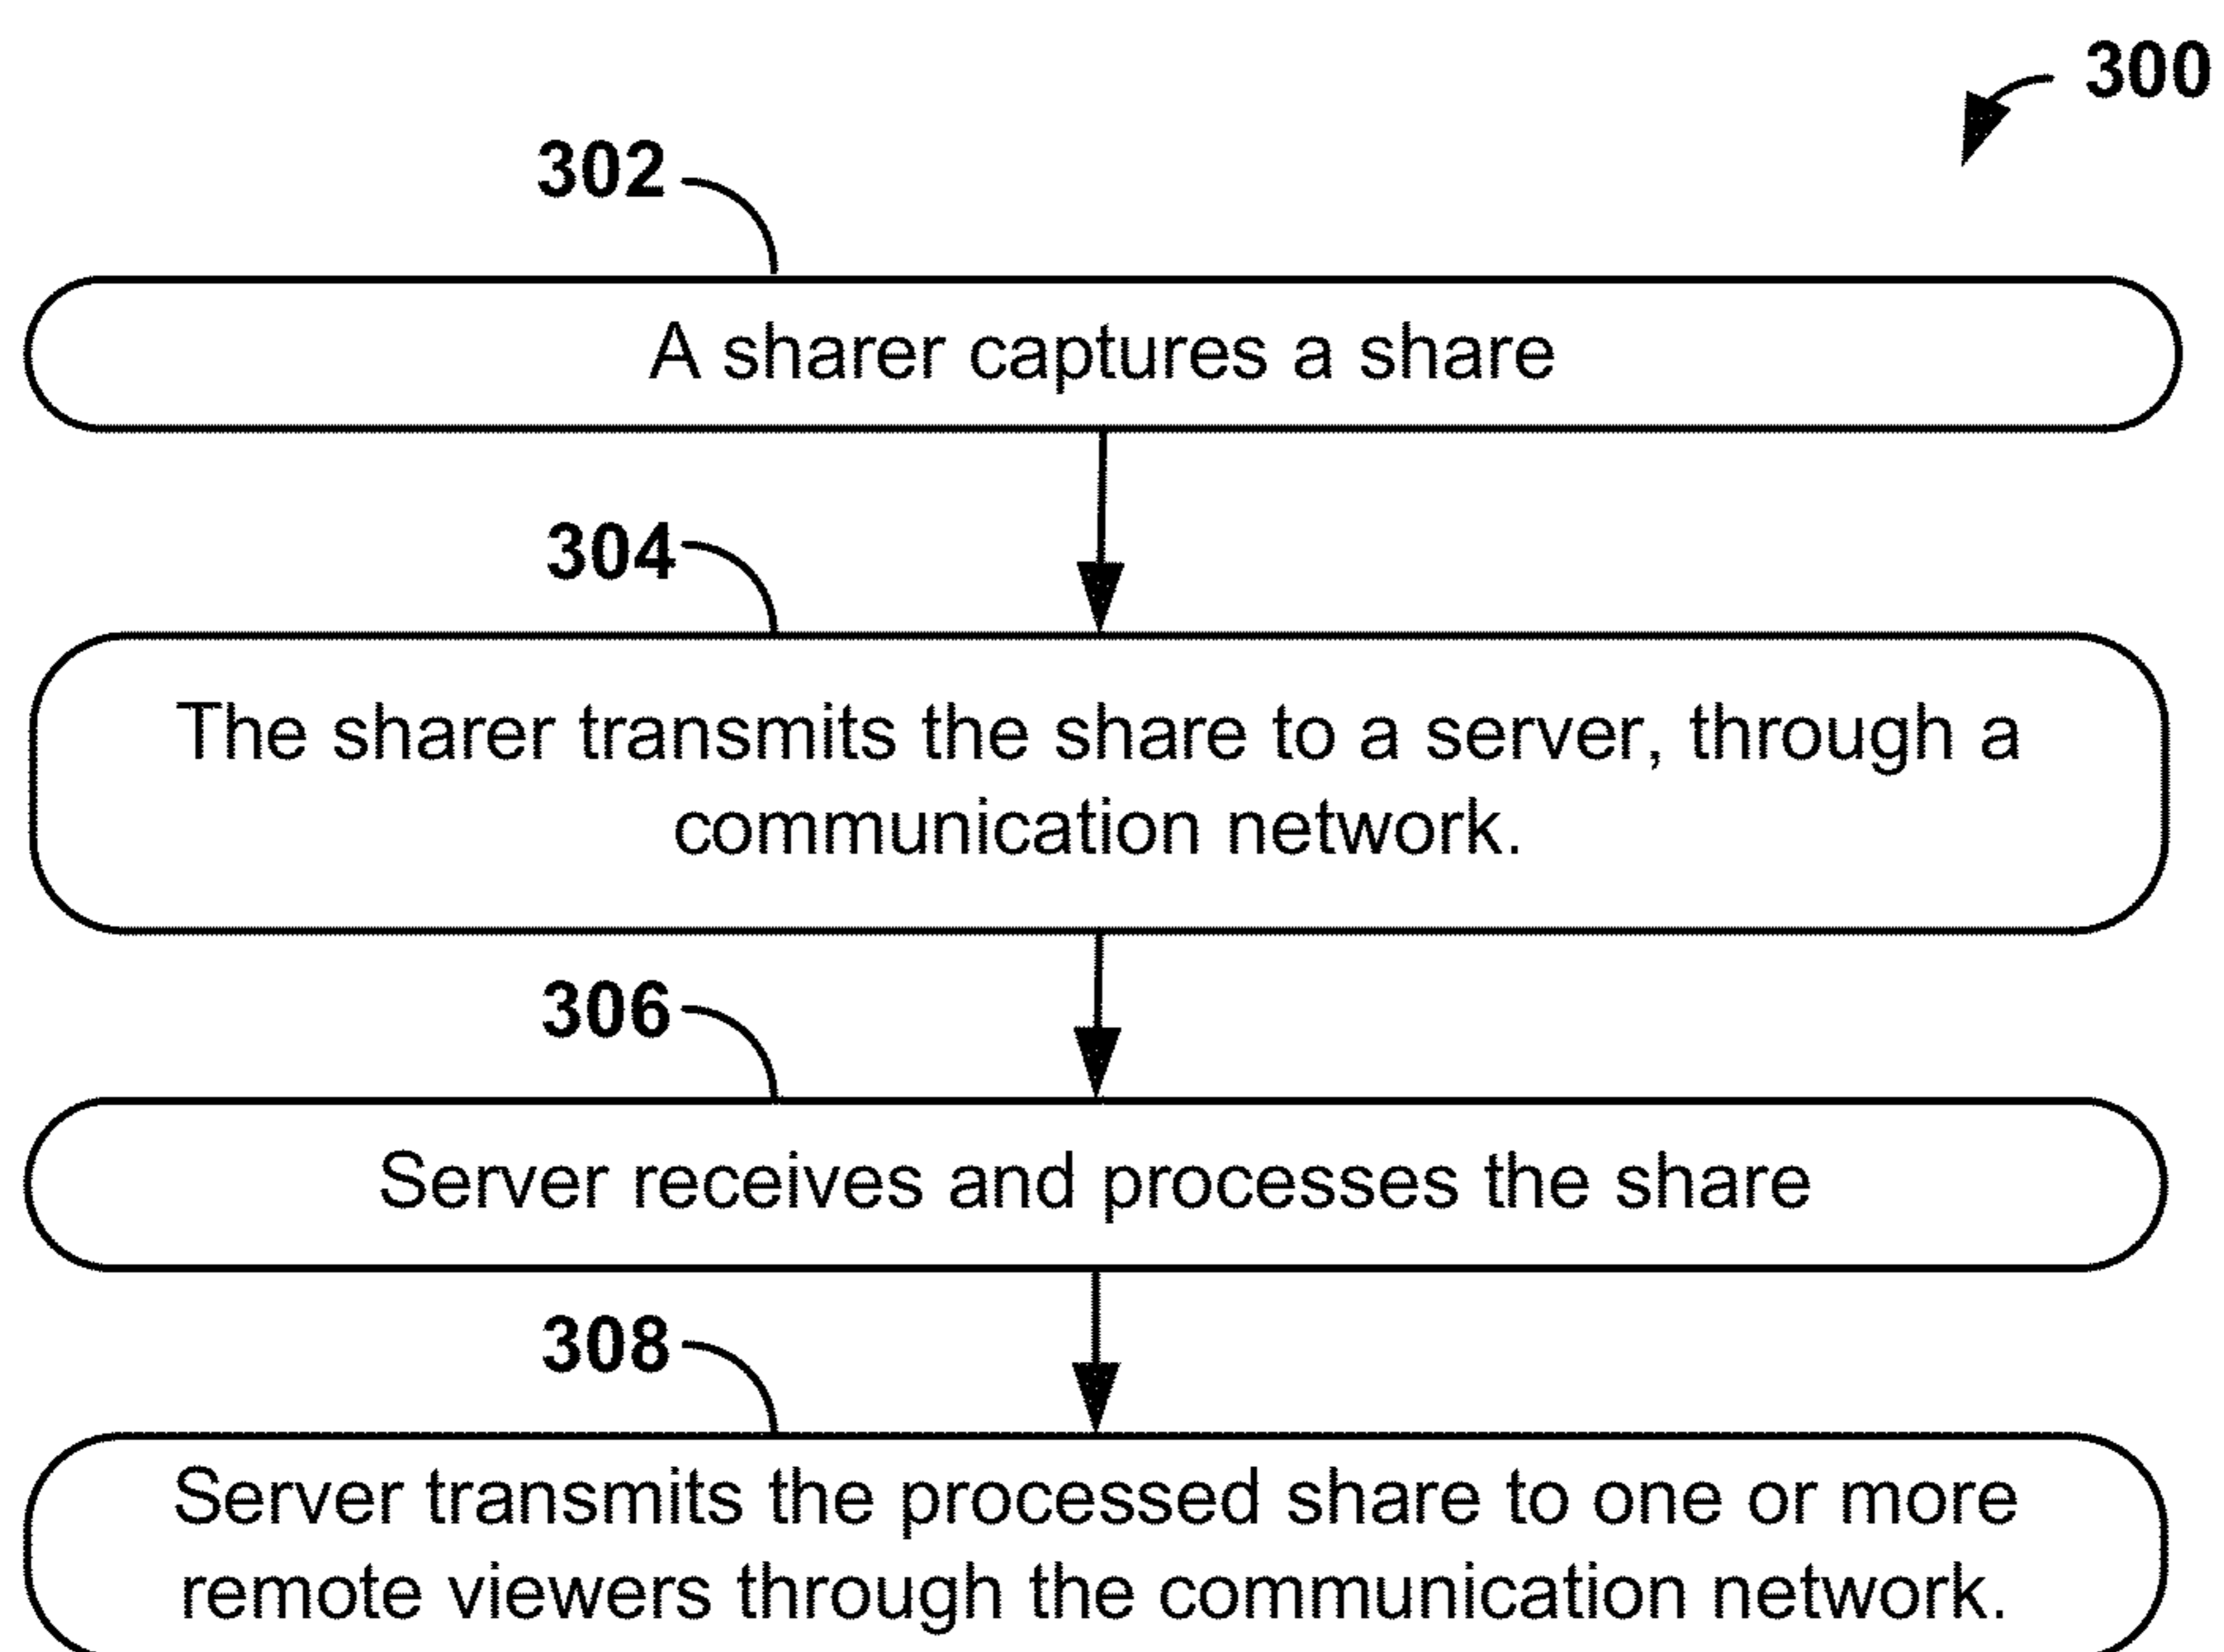 300
302
A sharer captures a share
304
The sharer transmits the share to a server, through a
communication network.
306
Server receives and processes the share
308
Server transmits the processed share to one or more
remote viewers through the communication network.